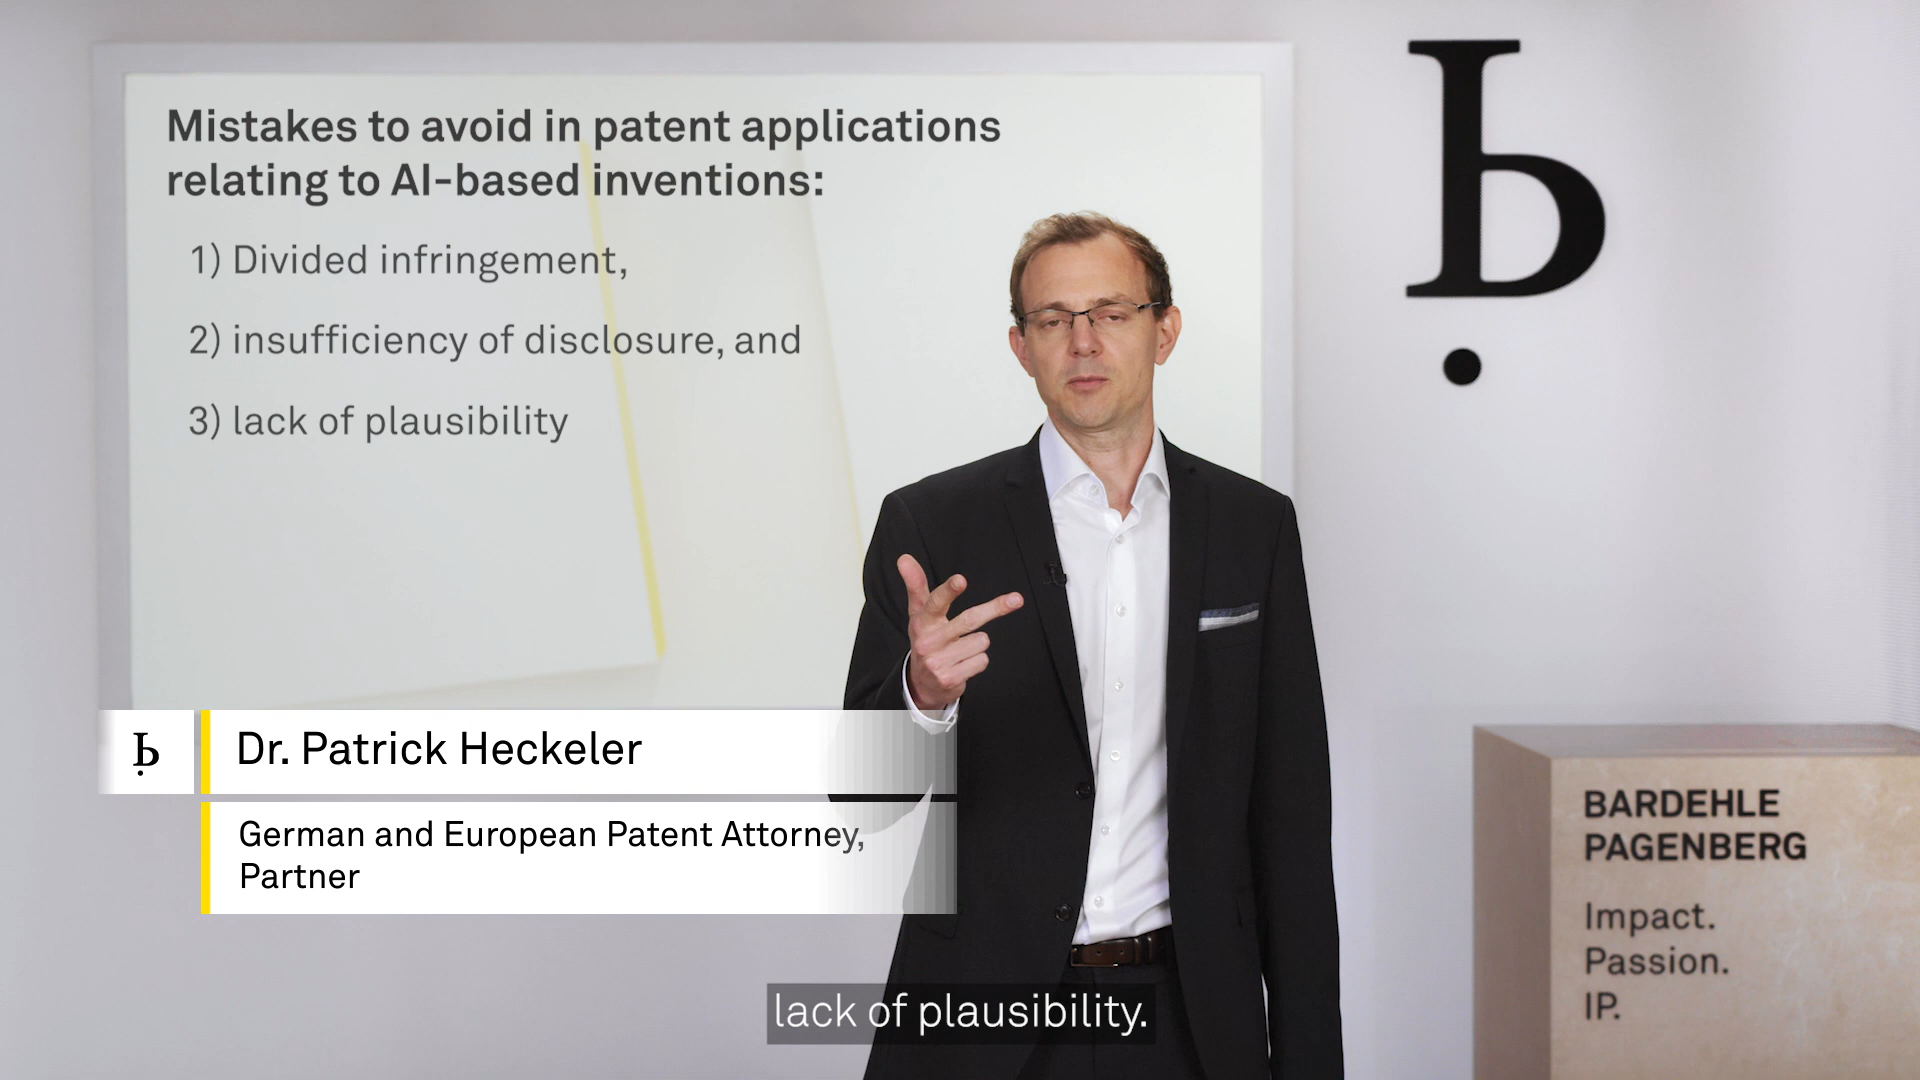 Mistakes to avoid in patent applications
relating to AI-based inventions:
1) Divided infringement,
2) insufficiency of disclosure, and
3) lack of plausibility
Dr. Patrick Heckeler
German and European Patent Attorney,
Partner
BARDEHLE
PAGENBERG
Impact.
Passion.
IP.
lack of plausibility.